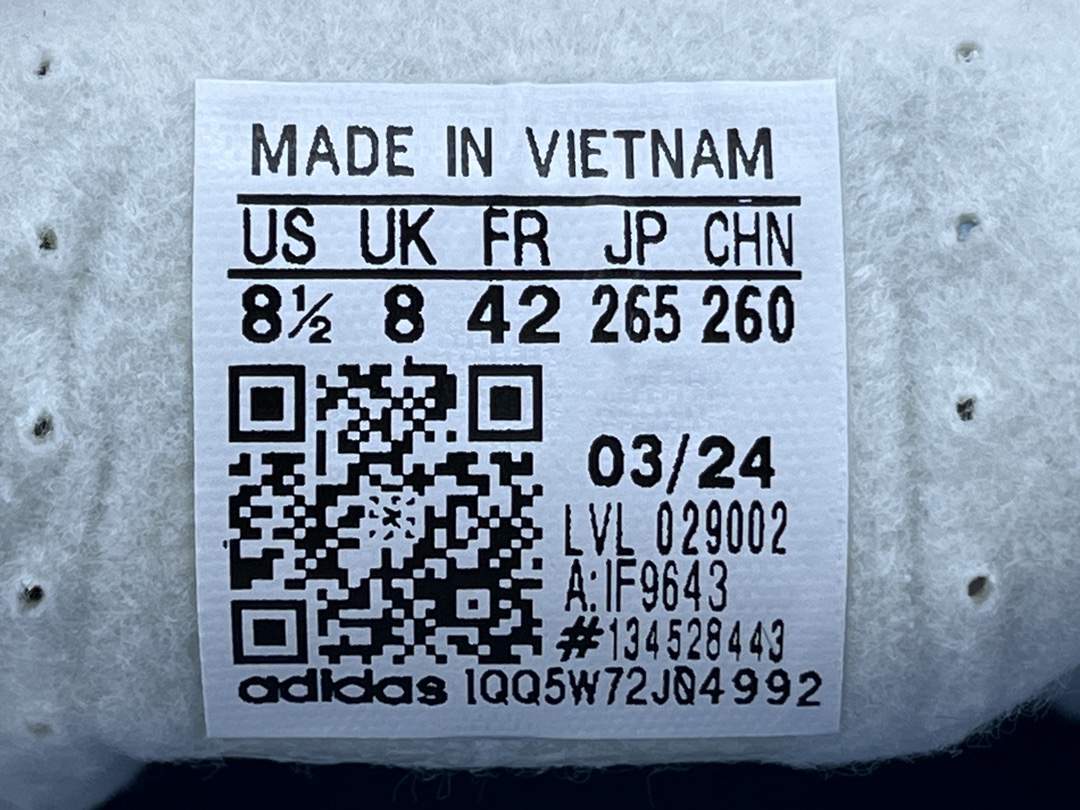 MADE IN VIETNAM
US UK FR JP CHN
8½ 8 42 265 260
03/24
LVL 029002
A:IF9643
#134528443
adidas 1QQ5W72JQ4992